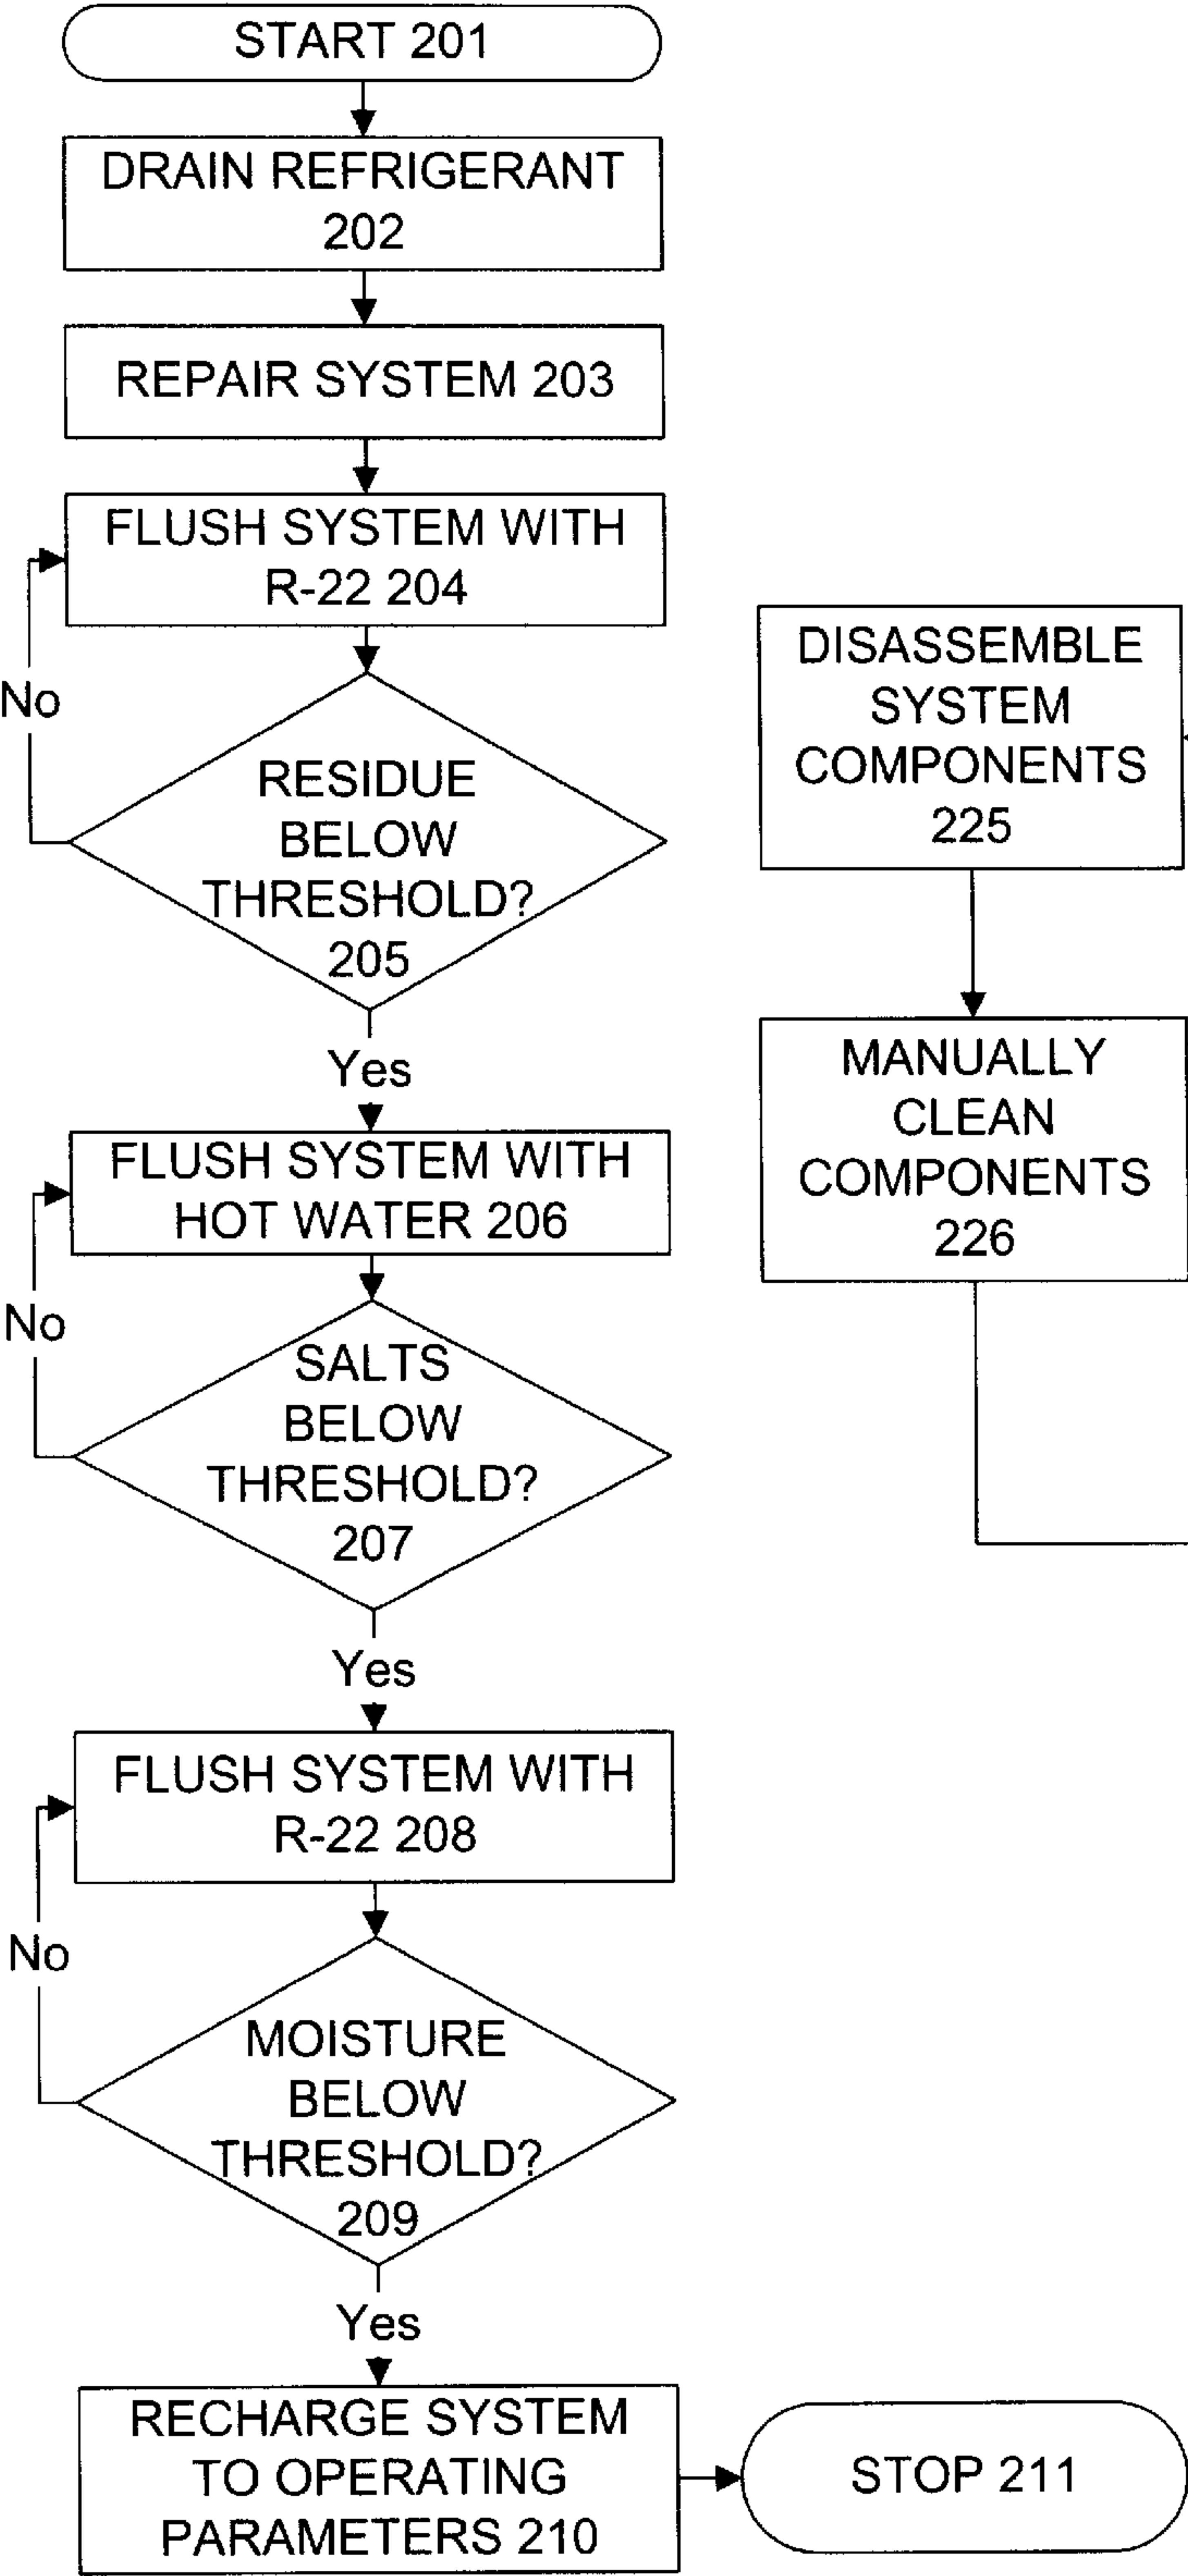 START 201
DRAIN REFRIGERANT
202
REPAIR SYSTEM 203
FLUSH SYSTEM WITH
R-22 204
No
RESIDUE
BELOW
THRESHOLD?
205
Yes
FLUSH SYSTEM WITH
HOT WATER 206
No
SALTS
BELOW
THRESHOLD?
207
Yes
FLUSH SYSTEM WITH
R-22 208
No
MOISTURE
BELOW
THRESHOLD?
209
Yes
RECHARGE SYSTEM
TO OPERATING
PARAMETERS 210
STOP 211
DISASSEMBLE
SYSTEM
COMPONENTS
225
MANUALLY
CLEAN
COMPONENTS
226